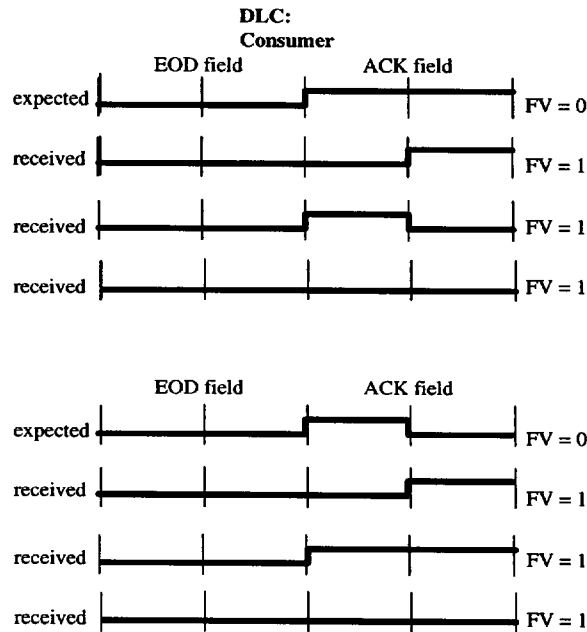 DLC:
Consumer
EOD field ACK field
expected FV = 0
received FV = 1
received FV = 1
received FV = 1
EOD field ACK field
expected FV = 0
received FV = 1
received FV = 1
received FV = 1